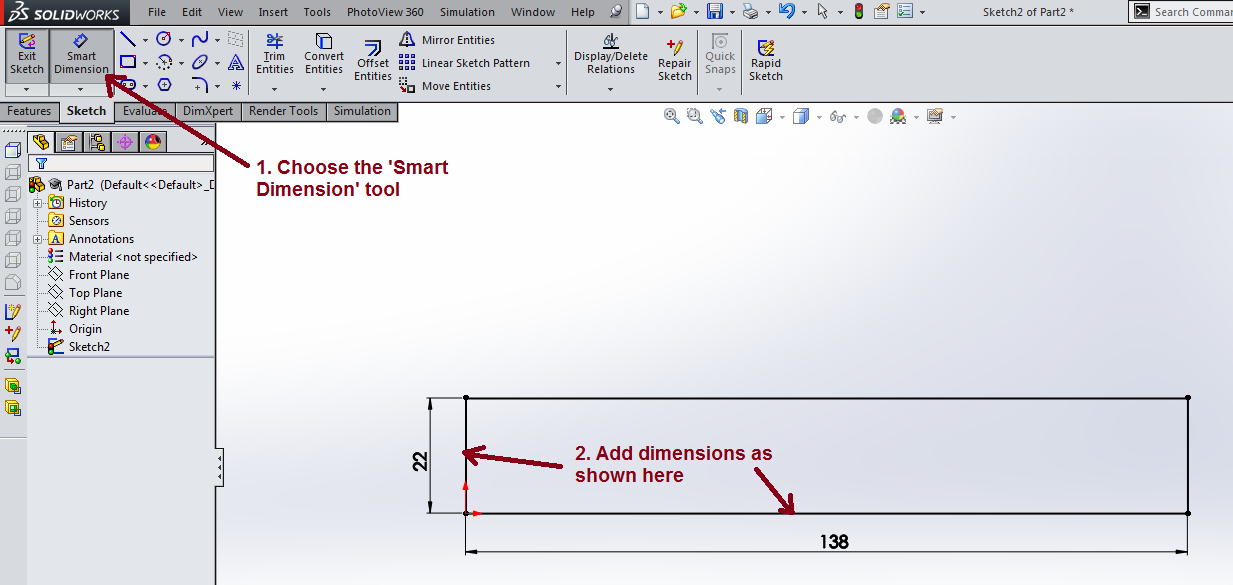 SOLIDWORKS File Edit View Insert Tools PhotoView 360 Simulation Window Help Sketch2 of Part2 * Search Comma
Exit Sketch
Smart Dimension
Trim Entities
Convert Entities
Offset Entities
Mirror Entities
Linear Sketch Pattern
Move Entities
Display/Delete Relations
Repair Sketch
Quick Snaps
Rapid Sketch
Features Sketch Evaluate DimXpert Render Tools Simulation
1. Choose the 'Smart
Dimension' tool
Part2 (Default<<Default>_D
History
Sensors
Annotations
Material <not specified>
Front Plane
Top Plane
Right Plane
Origin
Sketch2
22
2. Add dimensions as
shown here
138